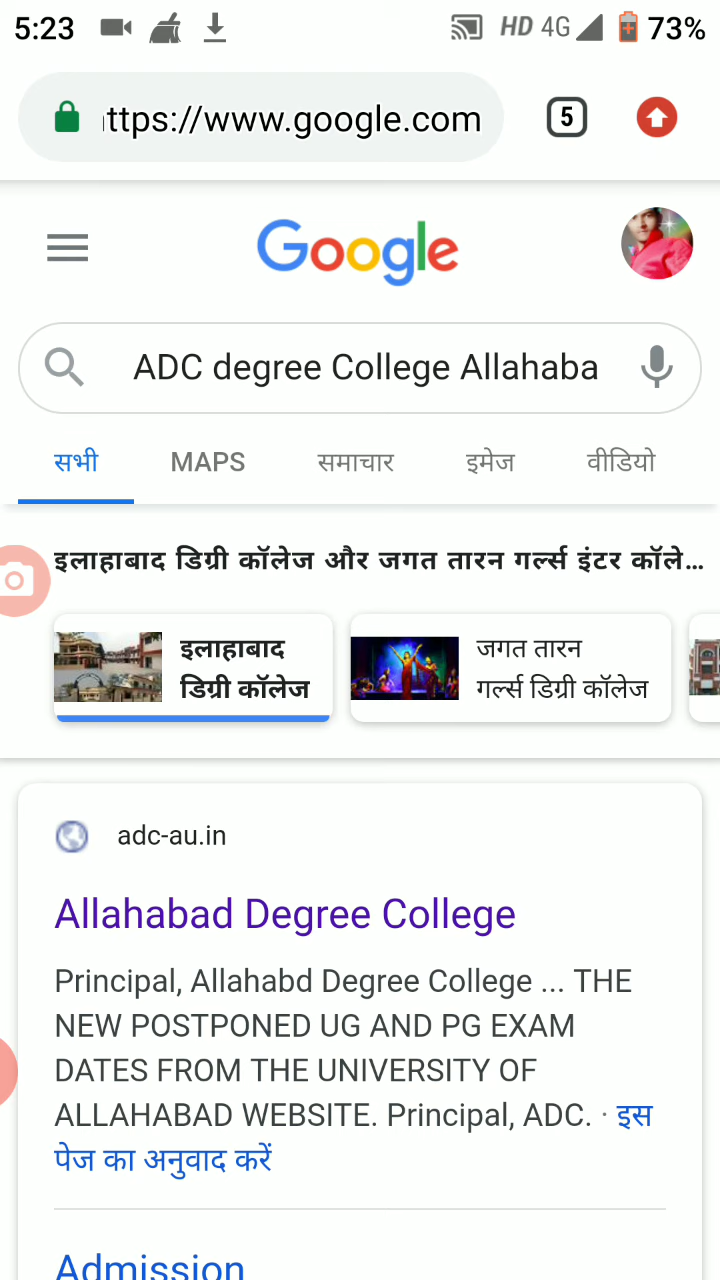 5:23 HD 4G 73%
ttps://www.google.com 5
Google
ADC degree College Allahaba
सभी MAPS समाचार इमेज वीडियो
इलाहाबाद डिग्री कॉलेज और जगत तारन गर्ल्स इंटर कॉले...
इलाहाबाद
डिग्री कॉलेज
जगत तारन
गर्ल्स डिग्री कॉलेज
adc-au.in
Allahabad Degree College
Principal, Allahabd Degree College ... THE
NEW POSTPONED UG AND PG EXAM
DATES FROM THE UNIVERSITY OF
ALLAHABAD WEBSITE. Principal, ADC. · इस
पेज का अनुवाद करें
Admission